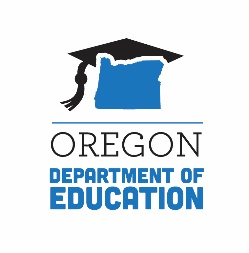 OREGON
DEPARTMENT OF
EDUCATION